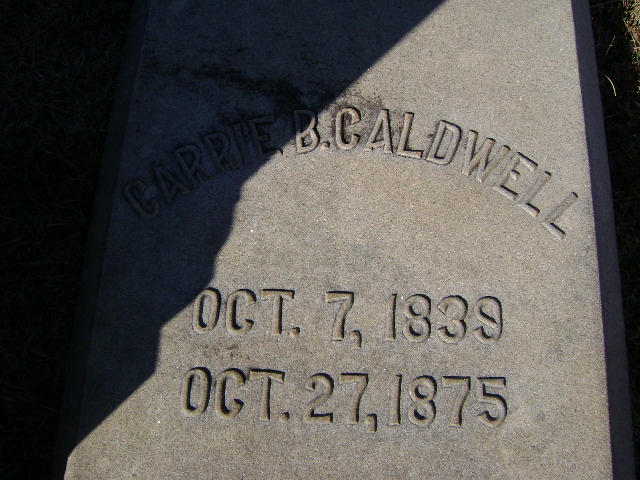 CARRIE B. CALDWELL
OCT. 7, 1839
OCT. 27, 1875